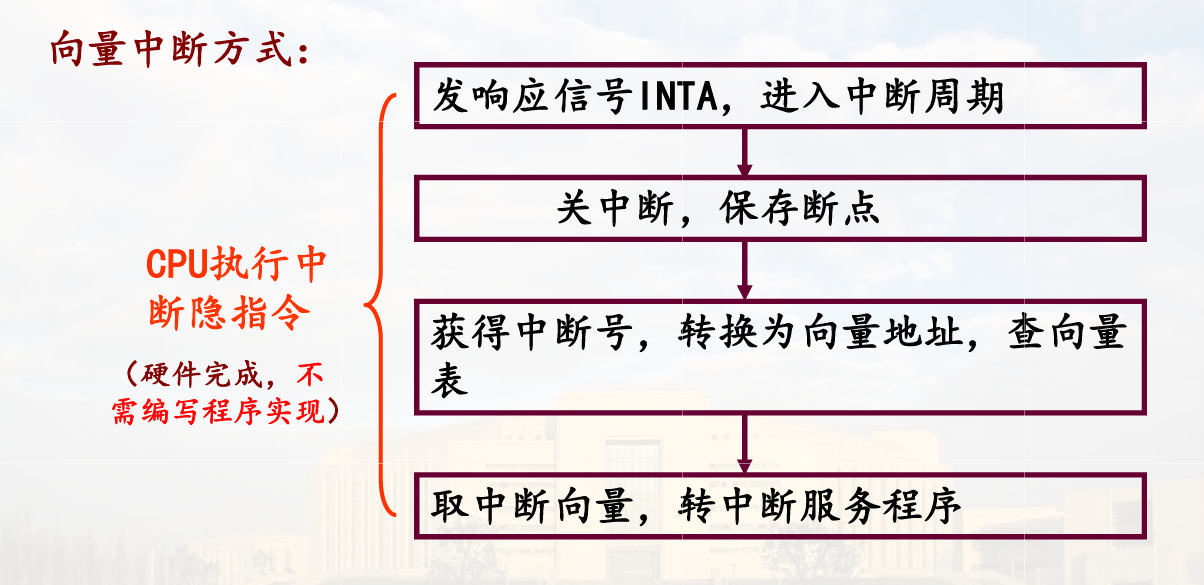 向量中断方式：
发响应信号INTA，进入中断周期
关中断，保存断点
CPU执行中
断隐指令
（硬件完成，不
需编写程序实现）
获得中断号，转换为向量地址，查向量
表
取中断向量，转中断服务程序